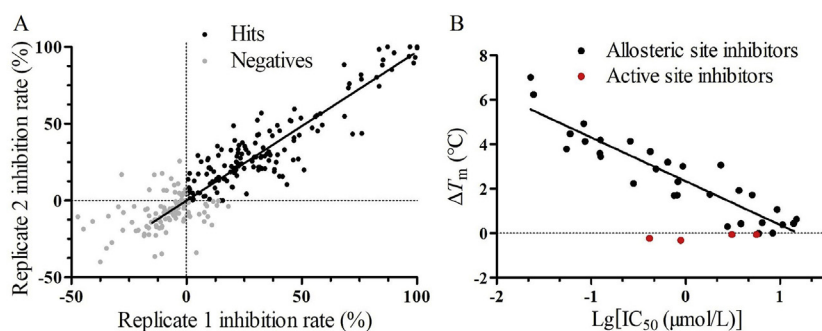 A
Hits
Negatives
100
50
0
-50
-50
0
50
100
Replicate 2 inhibition rate (%)
Replicate 1 inhibition rate (%)
B
Allosteric site inhibitors
Active site inhibitors
8
6
4
2
0
-2
-2
-1
-1
0
1
1
ΔTm (℃)
Lg[IC50 (μmol/L)]